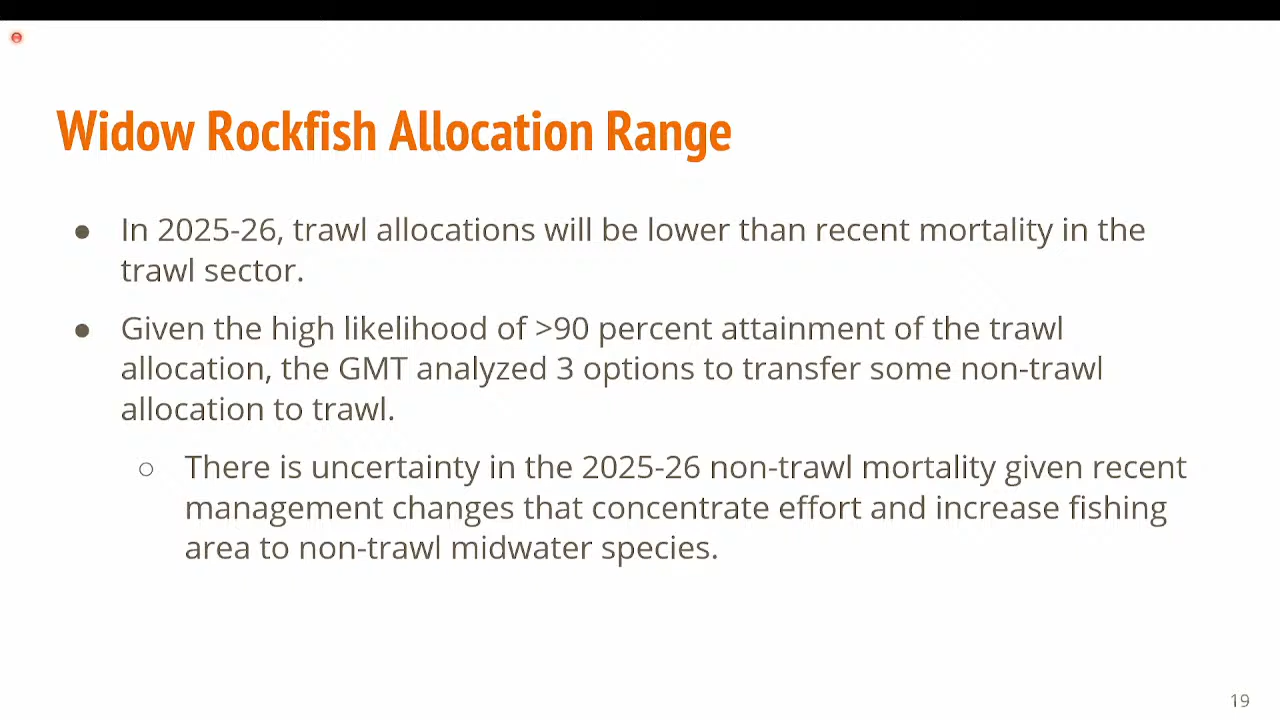 Widow Rockfish Allocation Range
● In 2025-26, trawl allocations will be lower than recent mortality in the
trawl sector.
● Given the high likelihood of >90 percent attainment of the trawl
allocation, the GMT analyzed 3 options to transfer some non-trawl
allocation to trawl.
○ There is uncertainty in the 2025-26 non-trawl mortality given recent
management changes that concentrate effort and increase fishing
area to non-trawl midwater species.
19